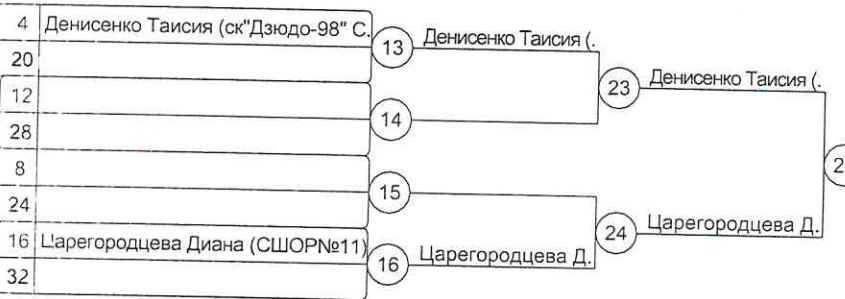 4 Денисенко Таисия (ск"Дзюдо-98" С.
13 Денисенко Таисия (.
20
23 Денисенко Таисия (.
12
14
28
8
15
24
24 Царегородцева Д.
16 Царегородцева Диана (СШОР№11)
16 Царегородцева Д.
32